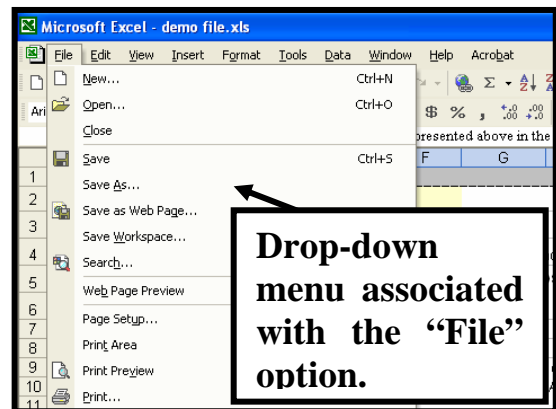 Microsoft Excel - demo file.xls
File Edit View Insert Format Tools Data Window Help Acrobat
New... Ctrl+N
Open... Ctrl+O
Close
Save Ctrl+S
Save As...
Save as Web Page...
Save Workspace...
Search...
Web Page Preview
Page Setup...
Print Area
Print Preview
Print...
Ari
$ % ,
presented above in the
F G
1
2
3
4
5
6
7
8
9
10
11
Drop-down
menu associated
with the “File”
option.